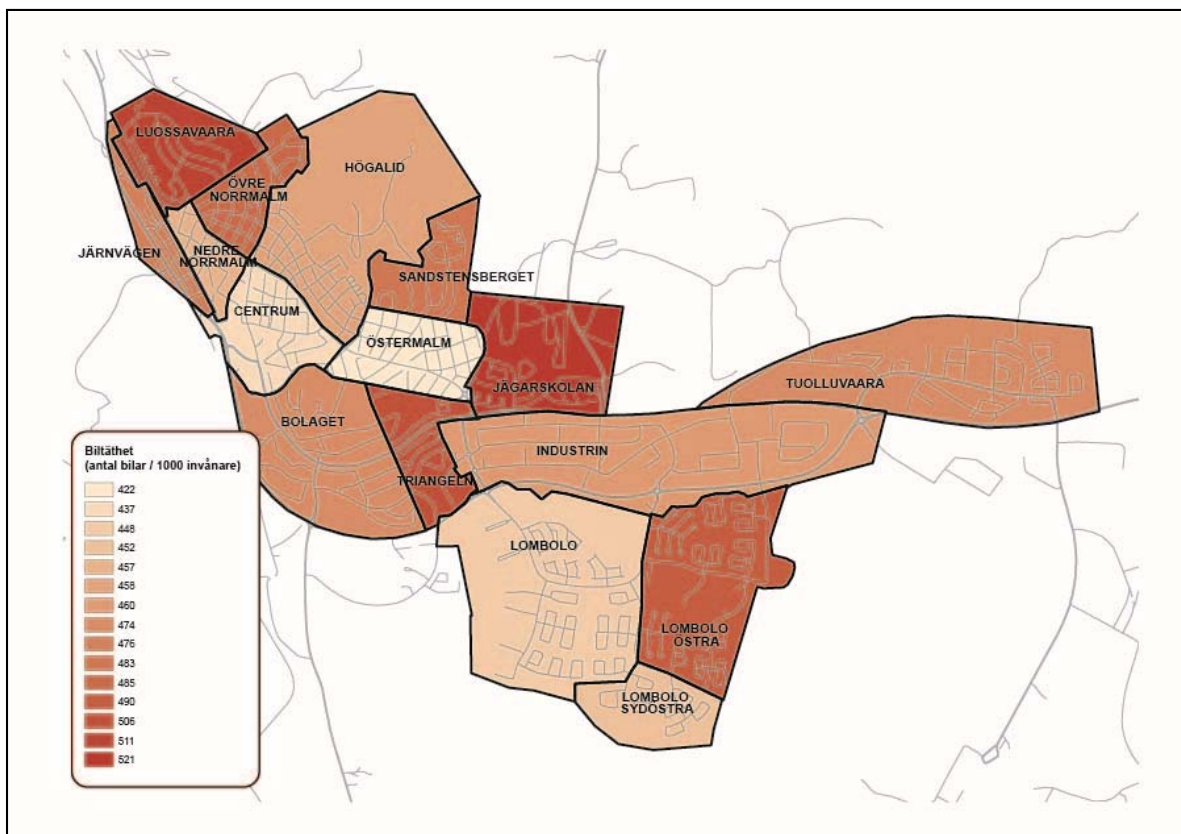 LUOSSAVAARA
ÖVRE
NORRMALM
HÖGALID
JÄRNVÄGEN
NEDRE
NORRMALM
SANDSTENSBERGET
CENTRUM
ÖSTERMALM
JÄGARSKOLAN
TUOLLUVAARA
BOLAGET
INDUSTRIN
TRIANGELN
LOMBOLO
LOMBOLO
ÖSTRA
LOMBOLO
SYDÖSTRA
Biltäthet
(antal bilar / 1000 invånare)
422
437
448
452
457
458
460
474
476
483
485
490
506
511
521